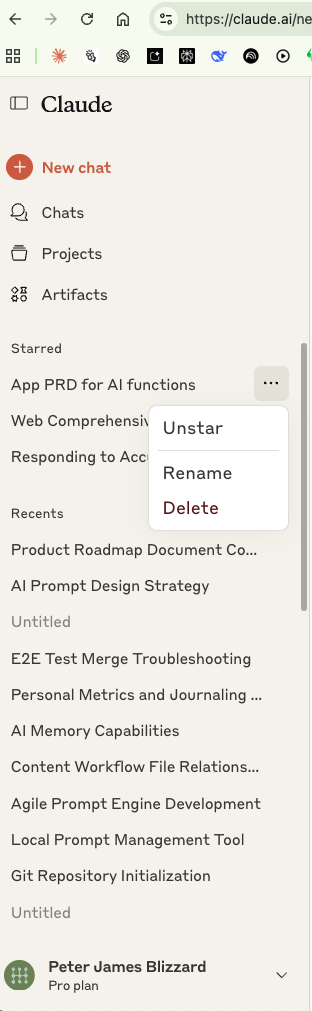 https://claude.ai/ne
Claude
New chat
Chats
Projects
Artifacts
Starred
App PRD for AI functions
Web
Unstar
Responding to
Rename
Delete
Recents
Product Roadmap Document Co...
AI Prompt Design Strategy
Untitled
E2E Test Merge Troubleshooting
Personal Metrics and Journaling ...
AI Memory Capabilities
Content Workflow File Relations...
Agile Prompt Engine Development
Local Prompt Management Tool
Git Repository Initialization
Untitled
Peter James Blizzard
Pro plan